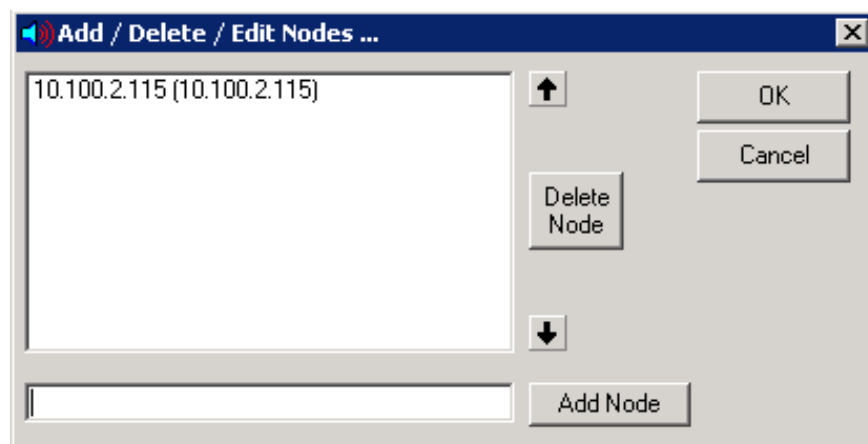 Add / Delete / Edit Nodes ...
10.100.2.115 (10.100.2.115)
OK
Cancel
Delete
Node
Add Node